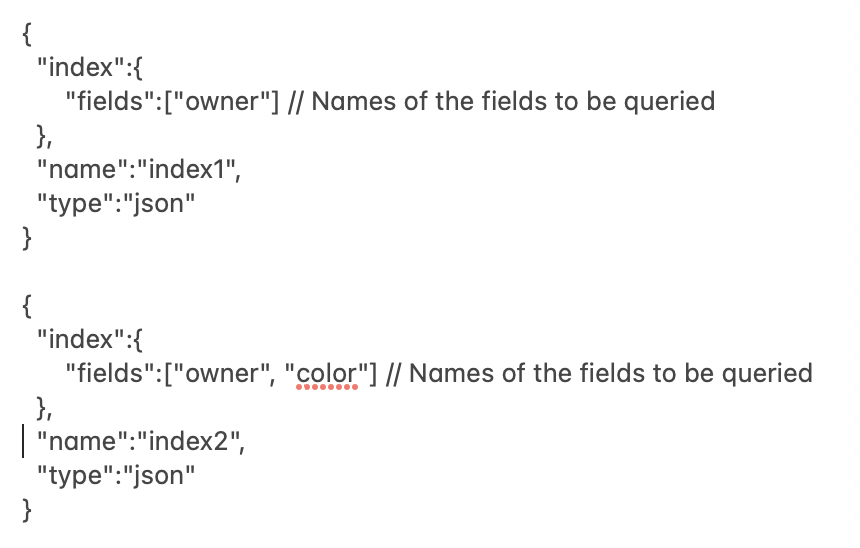 {
"index":{
"fields":["owner"] // Names of the fields to be queried
},
"name":"index1",
"type":"json"
}
{
"index":{
"fields":["owner", "color"] // Names of the fields to be queried
},
"name":"index2",
"type":"json"
}